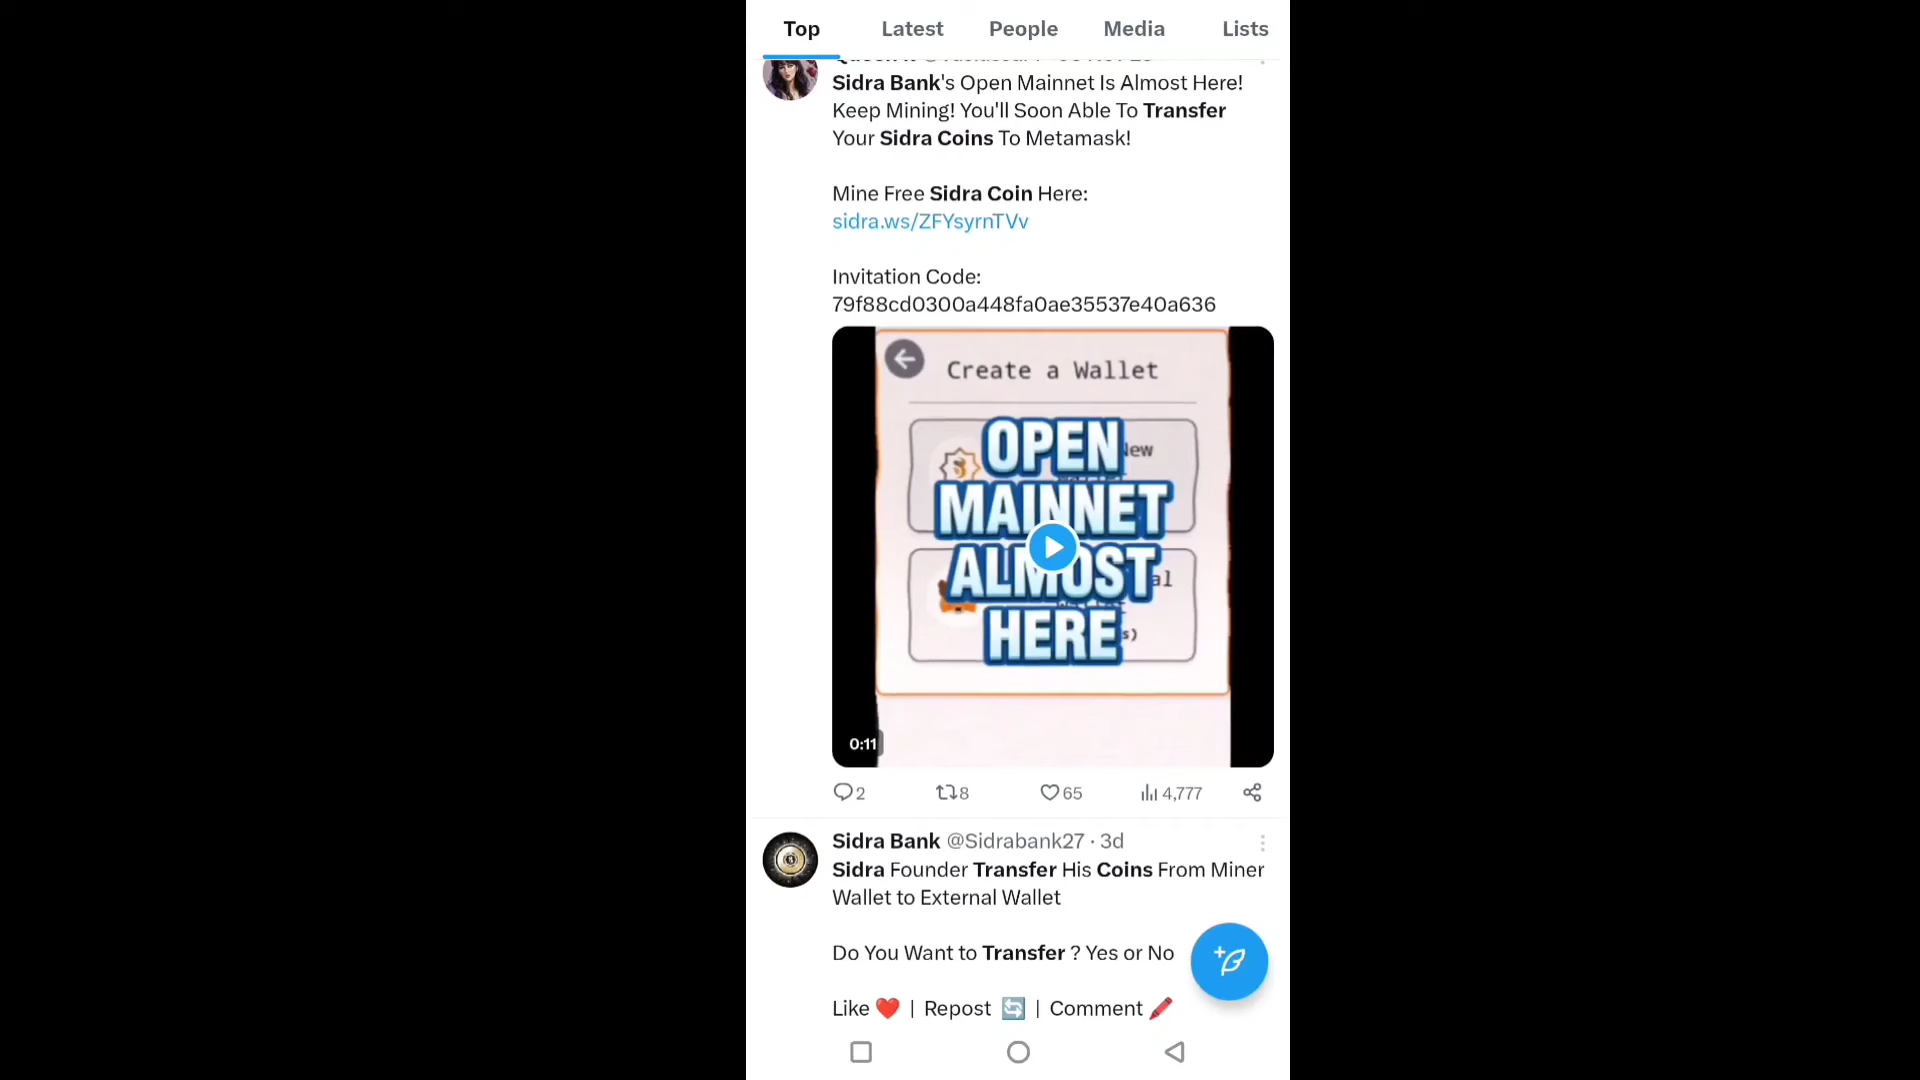 Top Latest People Media Lists
Sidra Bank's Open Mainnet Is Almost Here!
Keep Mining! You'll Soon Able To Transfer
Your Sidra Coins To Metamask!
Mine Free Sidra Coin Here:
sidra.ws/ZFYsyrnTVv
Invitation Code:
79f88cd0300a448fa0ae35537e40a636
Create a Wallet
OPEN
New
MAINNET
ALMOST
HERE
0:11
2 8 65 4,777
Sidra Bank @Sidrabank27 · 3d
Sidra Founder Transfer His Coins From Miner
Wallet to External Wallet
Do You Want to Transfer ? Yes or No
Like ❤️ | Repost 🔄 | Comment 🖍️